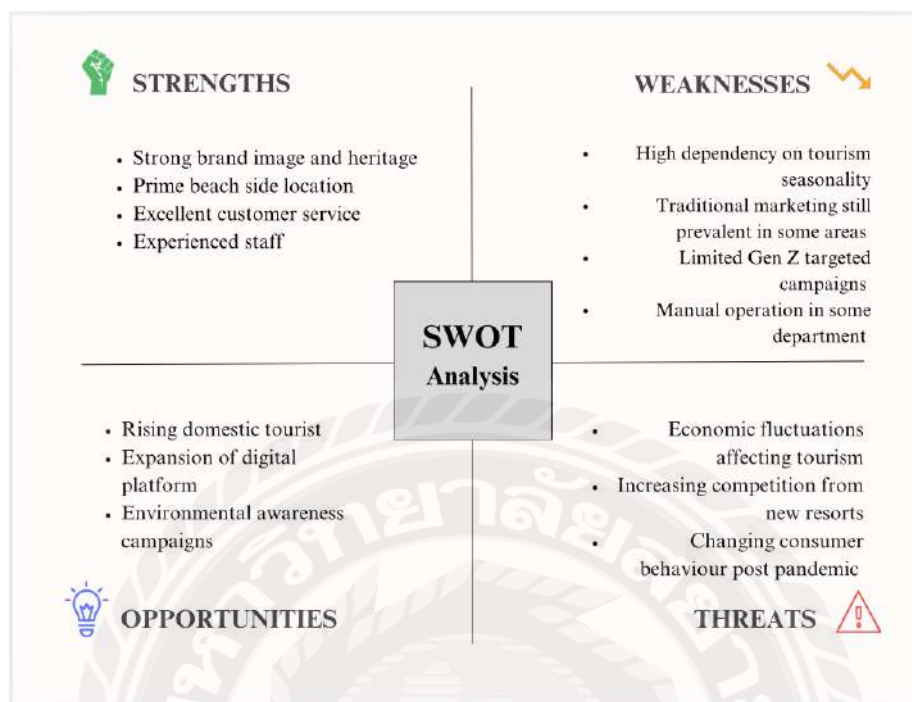 STRENGTHS
• Strong brand image and heritage
• Prime beach side location
• Excellent customer service
• Experienced staff
WEAKNESSES
• High dependency on tourism
seasonality
• Traditional marketing still
prevalent in some areas
• Limited Gen Z targeted
campaigns
• Manual operation in some
department
SWOT
Analysis
• Rising domestic tourist
• Expansion of digital
platform
• Environmental awareness
campaigns
OPPORTUNITIES
• Economic fluctuations
affecting tourism
• Increasing competition from
new resorts
• Changing consumer
behaviour post pandemic
THREATS